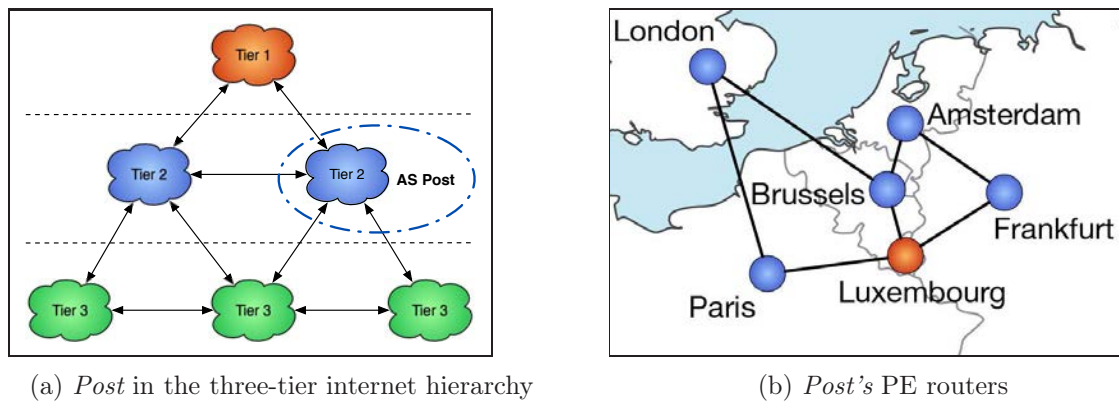 Tier 1
Tier 2
Tier 2
AS Post
Tier 3
Tier 3
Tier 3
(a) Post in the three-tier internet hierarchy
London
Amsterdam
Brussels
Frankfurt
Paris
Luxembourg
(b) Post's PE routers